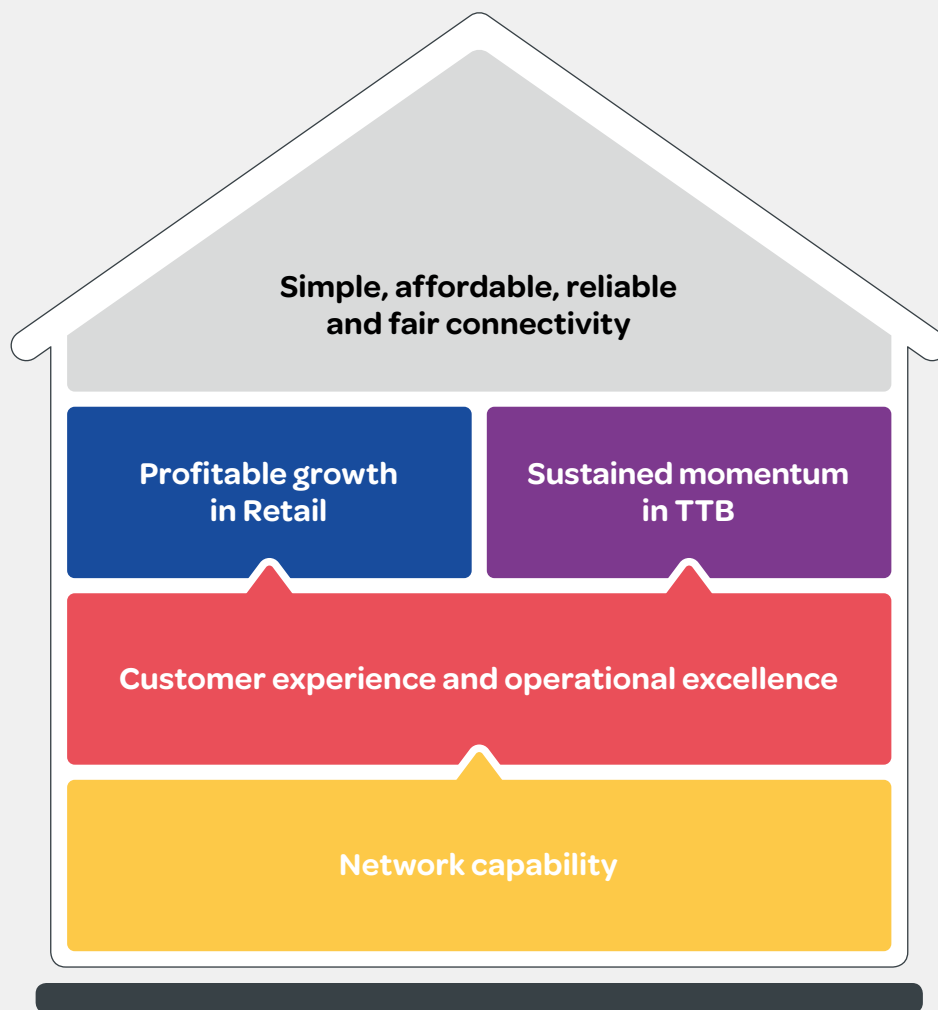 Simple, affordable, reliable
and fair connectivity
Profitable growth
in Retail
Sustained momentum
in TTB
Customer experience and operational excellence
Network capability